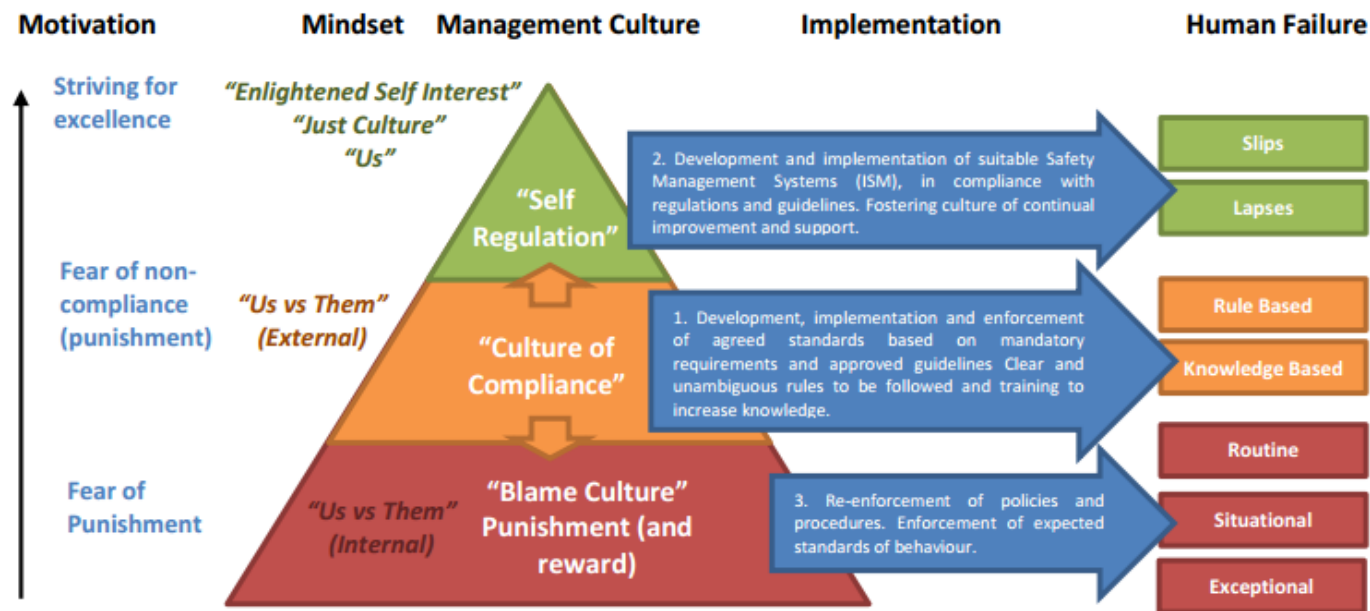 Motivation
Mindset
Management Culture
Implementation
Human Failure
Striving for
excellence
“Enlightened Self Interest”
“Just Culture”
“Us”
“Self
Regulation”
2. Development and implementation of suitable Safety
Management Systems (ISM), in compliance with
regulations and guidelines. Fostering culture of continual
improvement and support.
Slips
Lapses
Fear of non-
compliance
(punishment)
“Us vs Them”
(External)
“Culture of
Compliance”
1. Development, implementation and enforcement
of agreed standards based on mandatory
requirements and approved guidelines Clear and
unambiguous rules to be followed and training to
increase knowledge.
Rule Based
Knowledge Based
Fear of
Punishment
“Us vs Them”
(Internal)
“Blame Culture”
Punishment (and
reward)
3. Re-enforcement of policies and
procedures. Enforcement of expected
standards of behaviour.
Routine
Situational
Exceptional